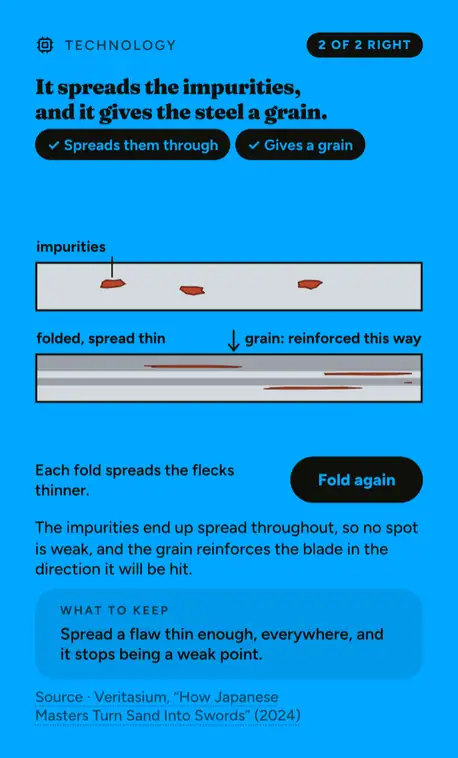 TECHNOLOGY
2 OF 2 RIGHT
It spreads the impurities,
and it gives the steel a grain.
✓ Spreads them through
✓ Gives a grain
impurities
folded, spread thin
↓ grain: reinforced this way
Each fold spreads the flecks
thinner.
Fold again
The impurities end up spread throughout, so no spot
is weak, and the grain reinforces the blade in the
direction it will be hit.
WHAT TO KEEP
Spread a flaw thin enough, everywhere, and
it stops being a weak point.
Source · Veritasium, “How Japanese
Masters Turn Sand Into Swords” (2024)